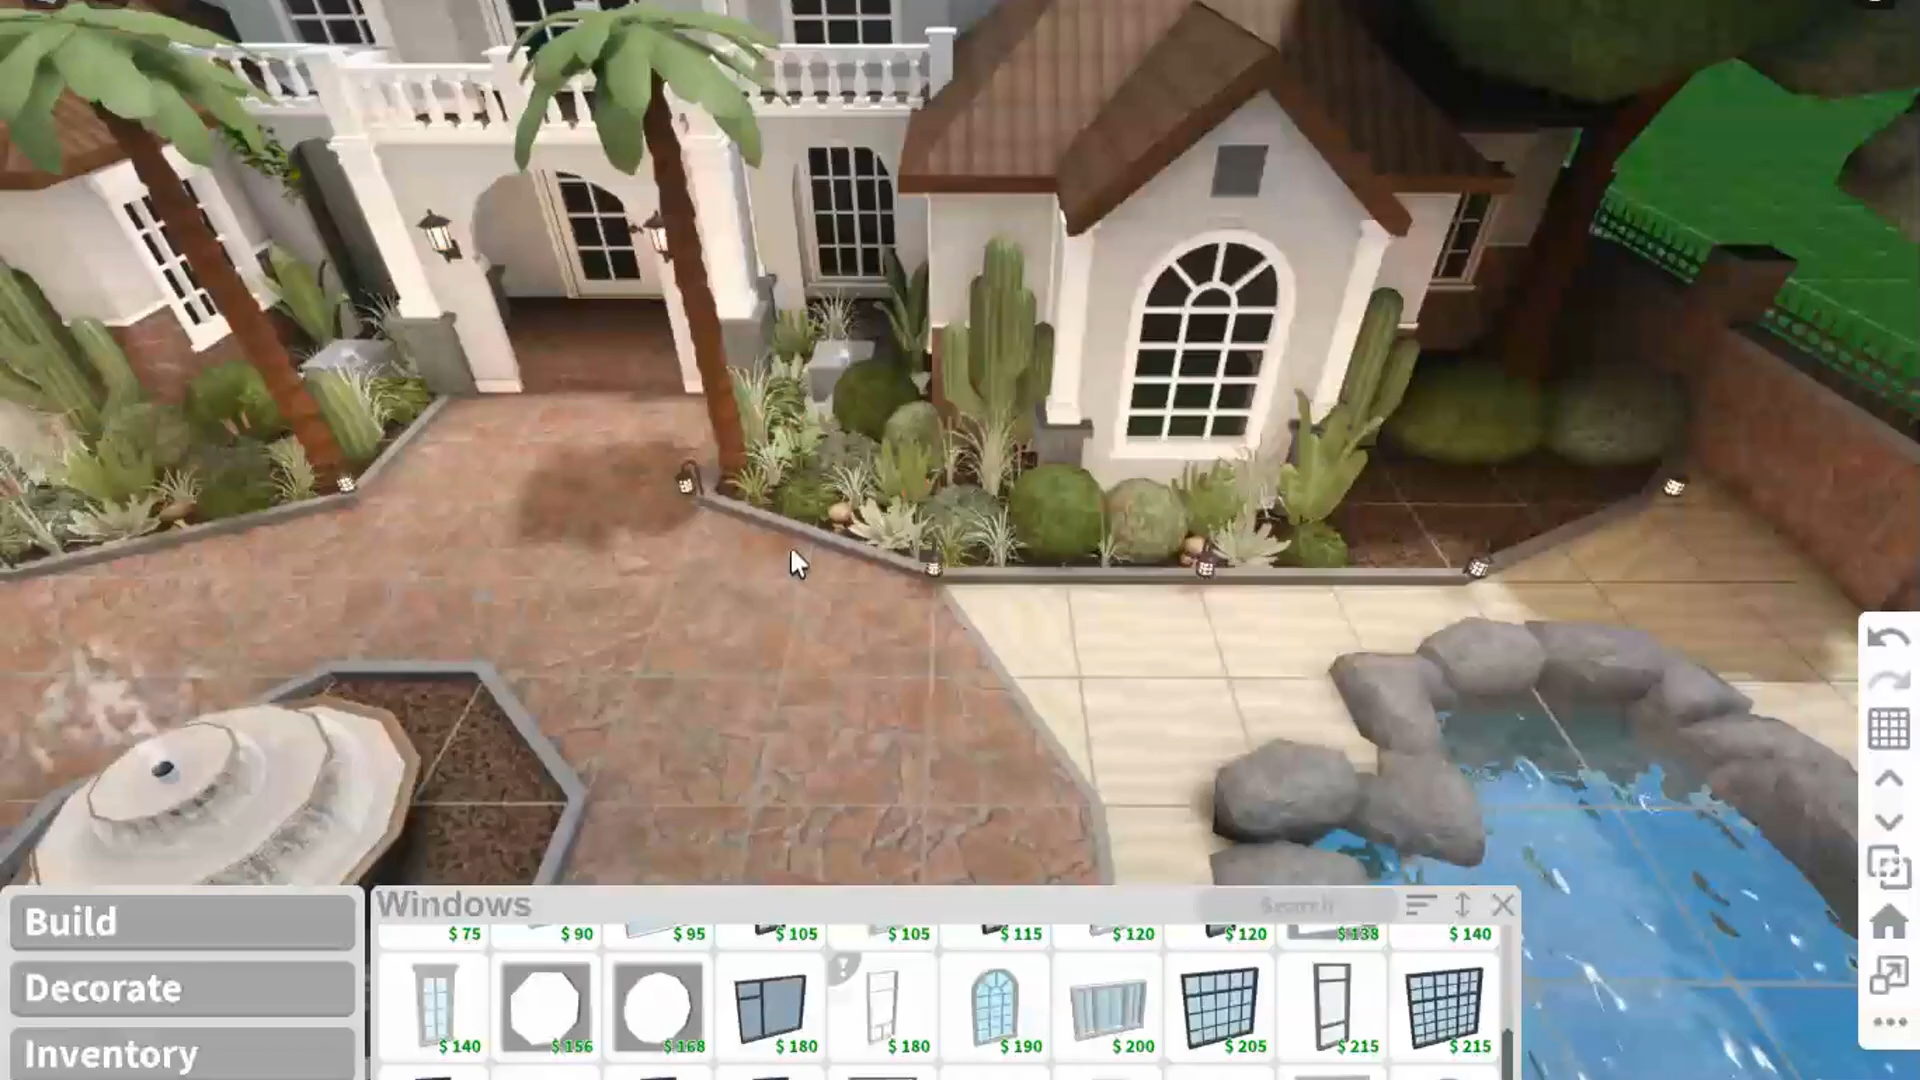 Build
Decorate
Inventory
Windows
Search
$ 75 $ 90 $ 95 $ 105 $ 105 $ 115 $ 120 $ 120 $ 138 $ 140
!
$ 140 $ 156 $ 168 $ 180 $ 180 $ 190 $ 200 $ 205 $ 215 $ 215